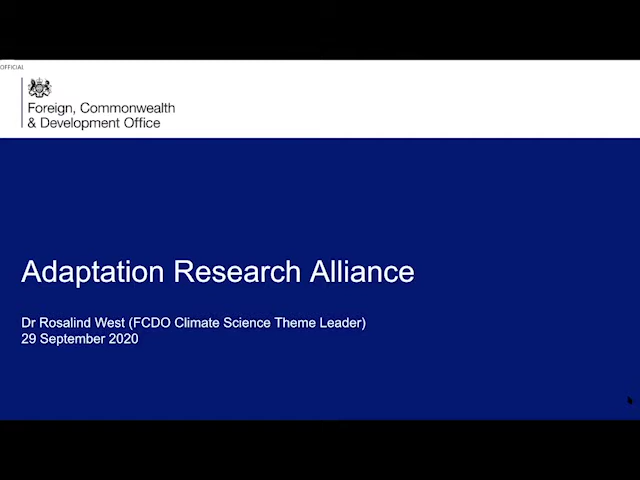 OFFICIAL
Foreign, Commonwealth
& Development Office
Adaptation Research Alliance
Dr Rosalind West (FCDO Climate Science Theme Leader)
29 September 2020